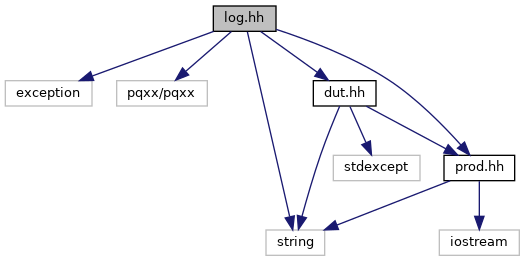 log.hh
exception
pqxx/pqxx
dut.hh
stdexcept
prod.hh
string
iostream